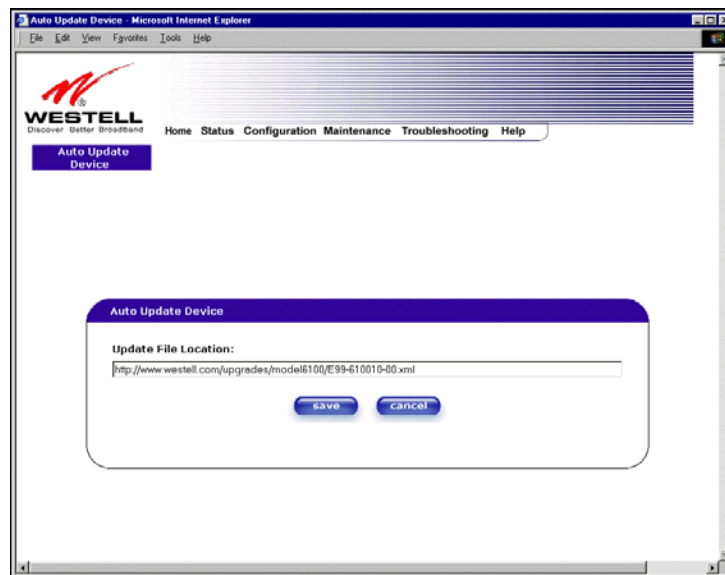 Auto Update Device - Microsoft Internet Explorer
File Edit View Favorites Tools Help
WESTELL
®
Discover Better Broadband
Home Status Configuration Maintenance Troubleshooting Help
Auto Update
Device
Auto Update Device
Update File Location:
http://www.westell.com/upgrades/model6100/E99-610010-00.xml
save cancel